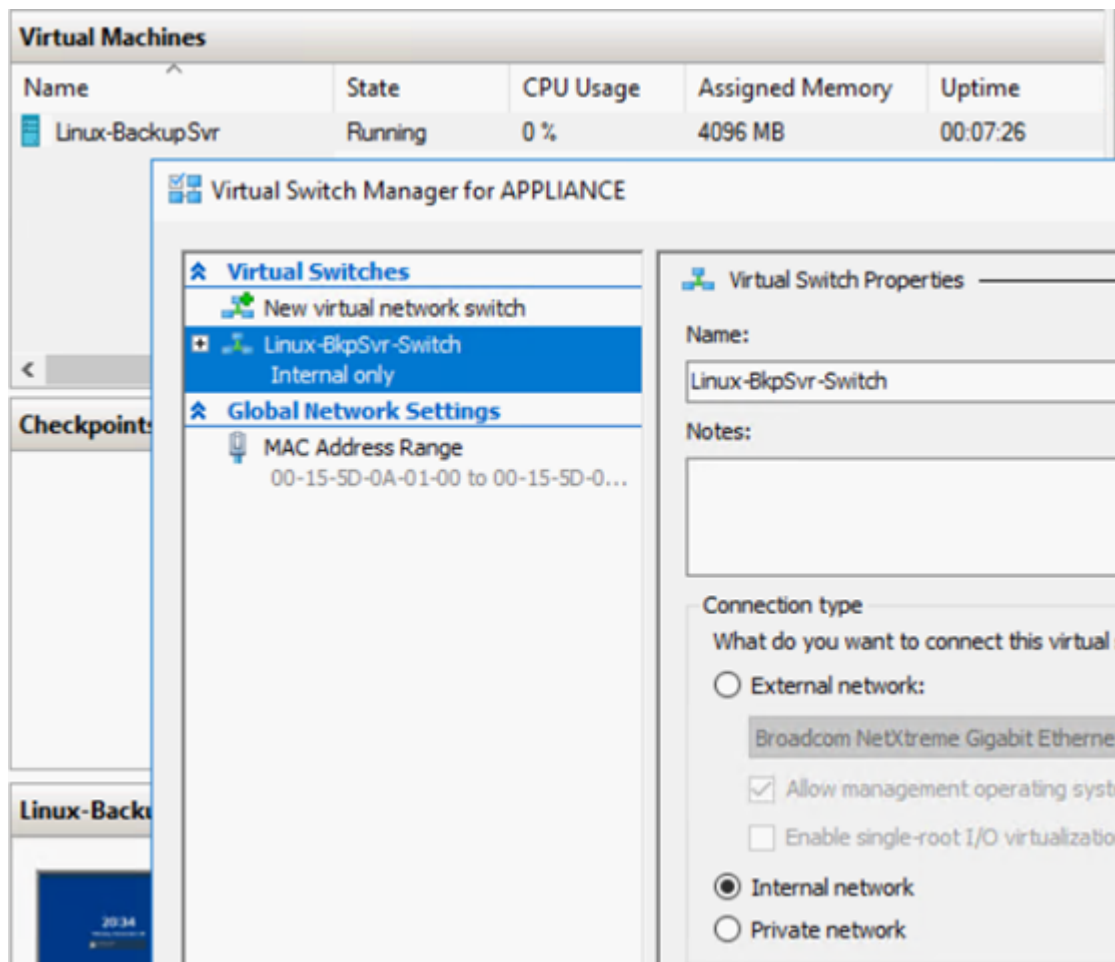 Virtual Machines
Name State CPU Usage Assigned Memory Uptime
Linux-BackupSvr Running 0 % 4096 MB 00:07:26
Virtual Switch Manager for APPLIANCE
Virtual Switches
New virtual network switch
Linux-BkpSvr-Switch
Internal only
Global Network Settings
MAC Address Range
00-15-5D-0A-01-00 to 00-15-5D-0...
Virtual Switch Properties
Name:
Linux-BkpSvr-Switch
Notes:
Connection type
What do you want to connect this virtual
External network:
Broadcom NetXtreme Gigabit Etherne
Allow management operating syst
Enable single-root I/O virtualizatio
Internal network
Private network
Checkpoints
Linux-Backu
20:34